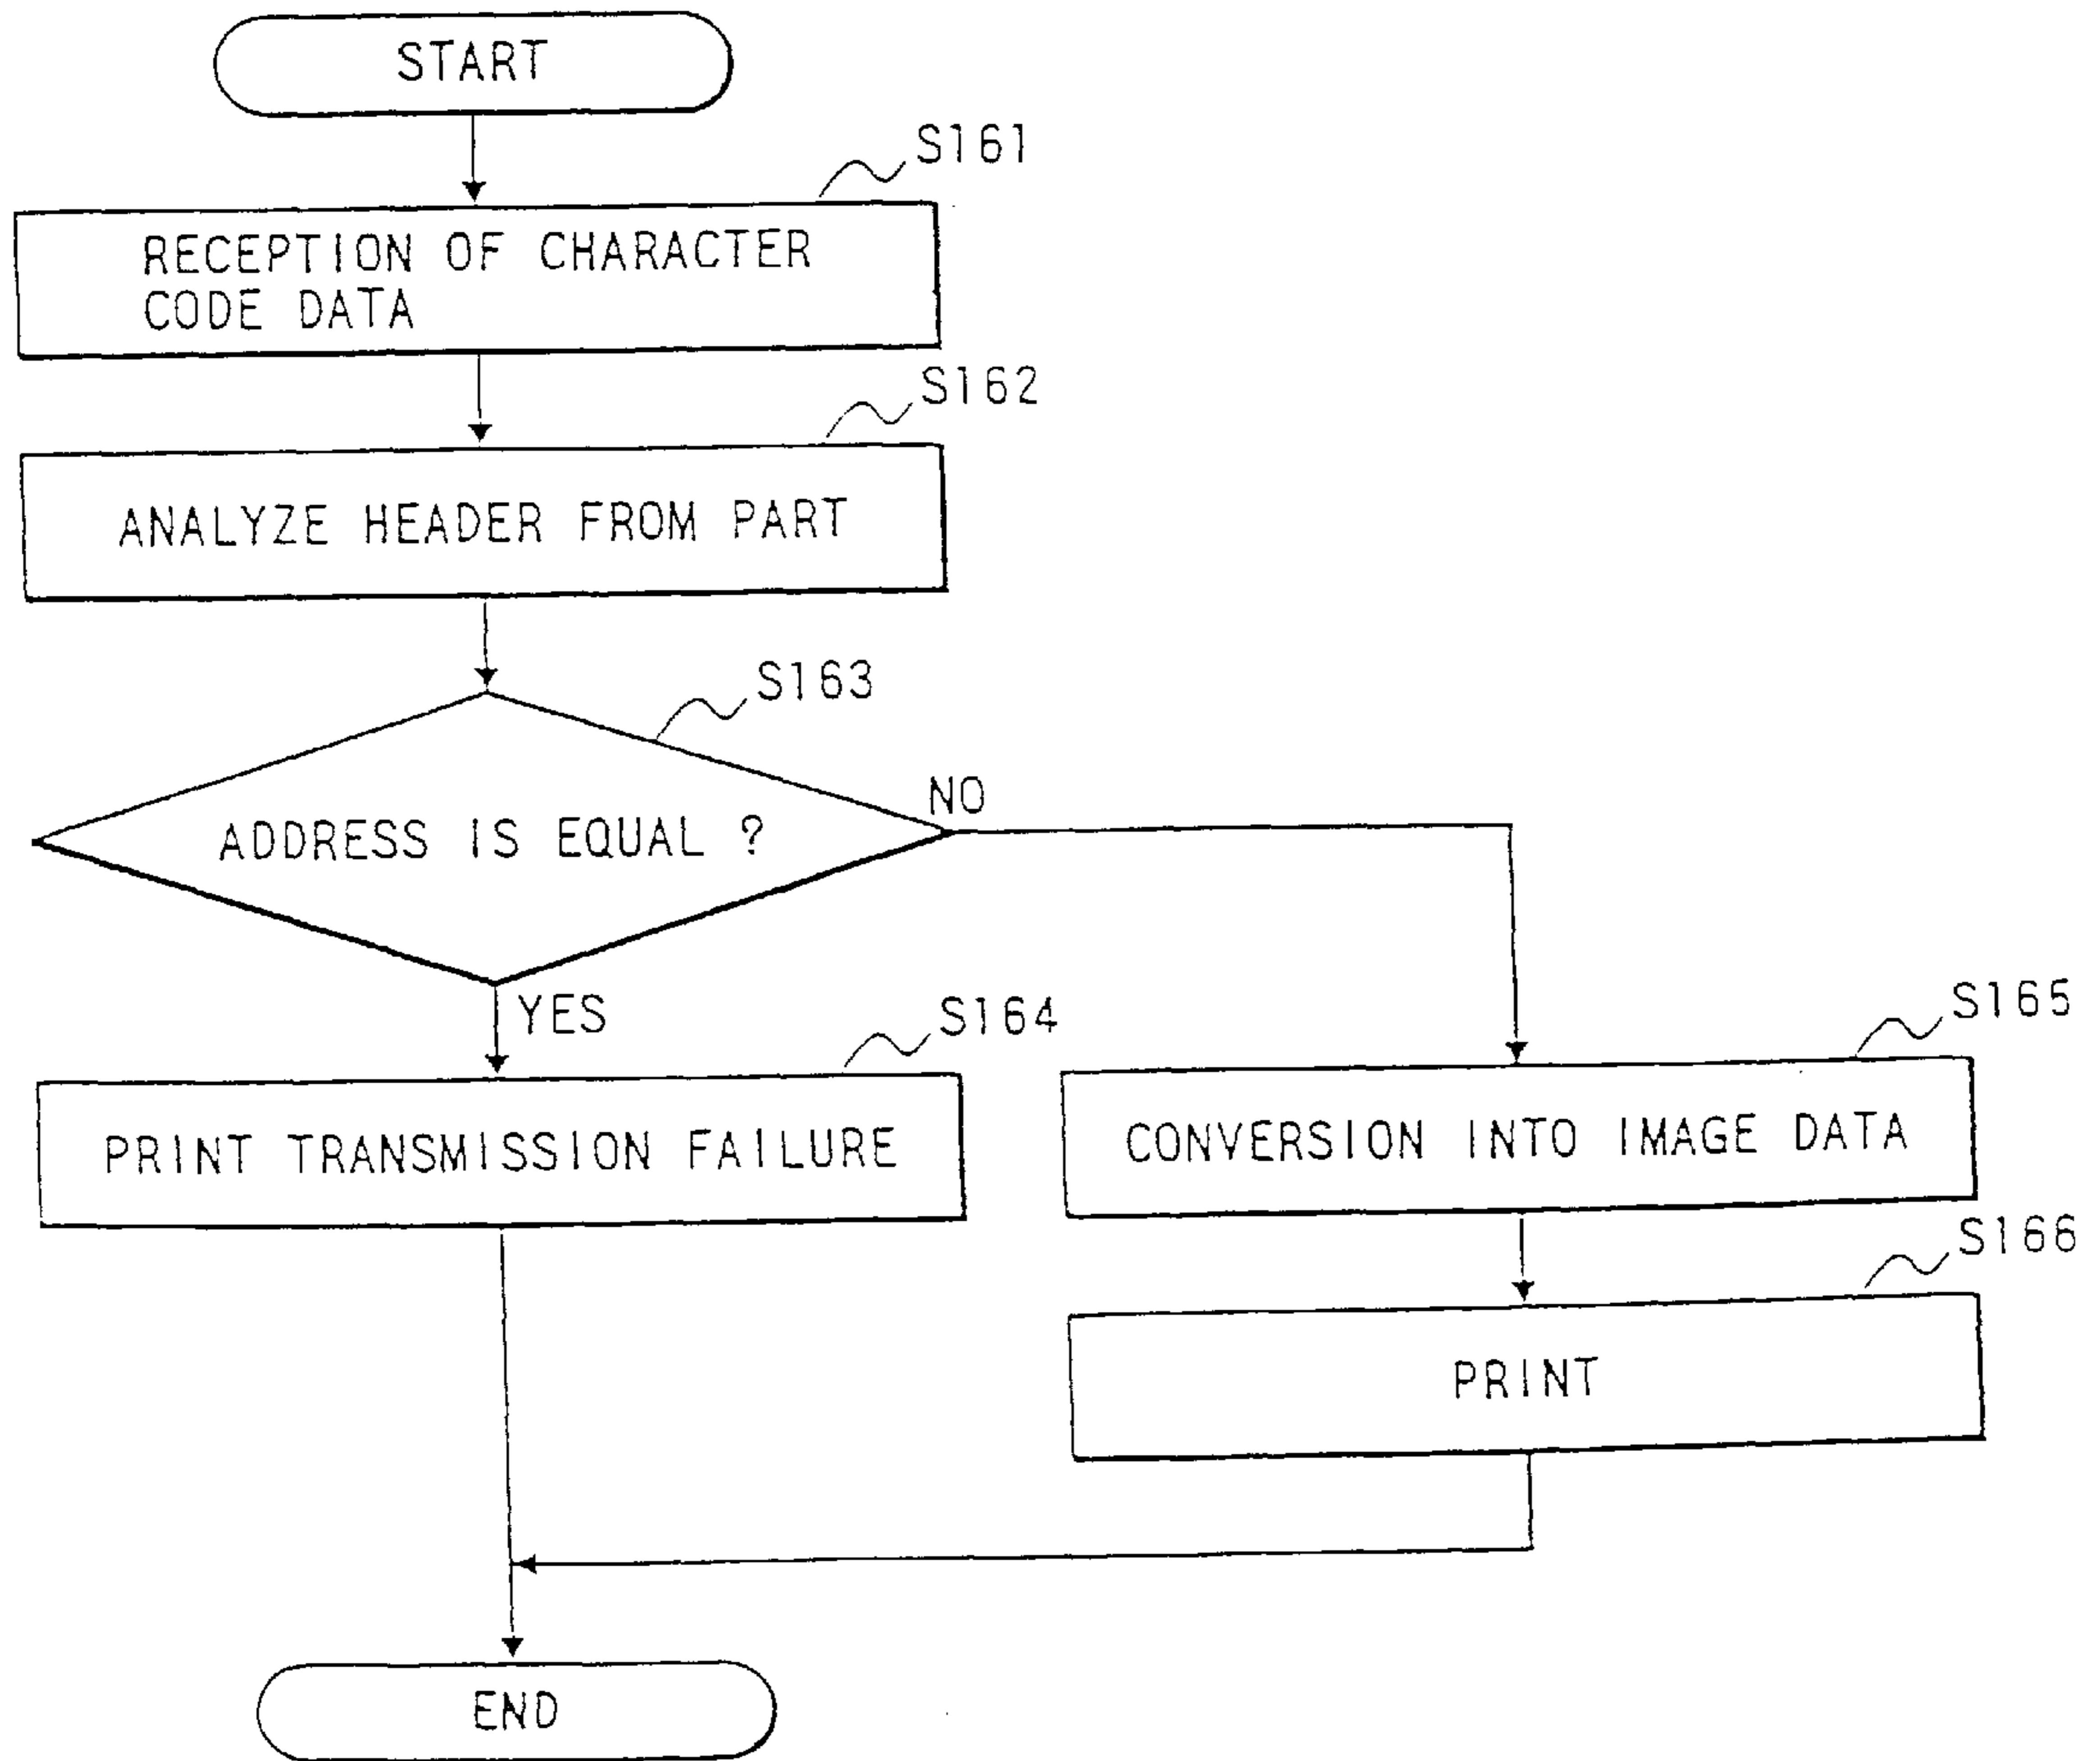 START
S161
RECEPTION OF CHARACTER
CODE DATA
S162
ANALYZE HEADER FROM PART
S163
ADDRESS IS EQUAL ?
NO
YES
S164
PRINT TRANSMISSION FAILURE
S165
CONVERSION INTO IMAGE DATA
S166
PRINT
END